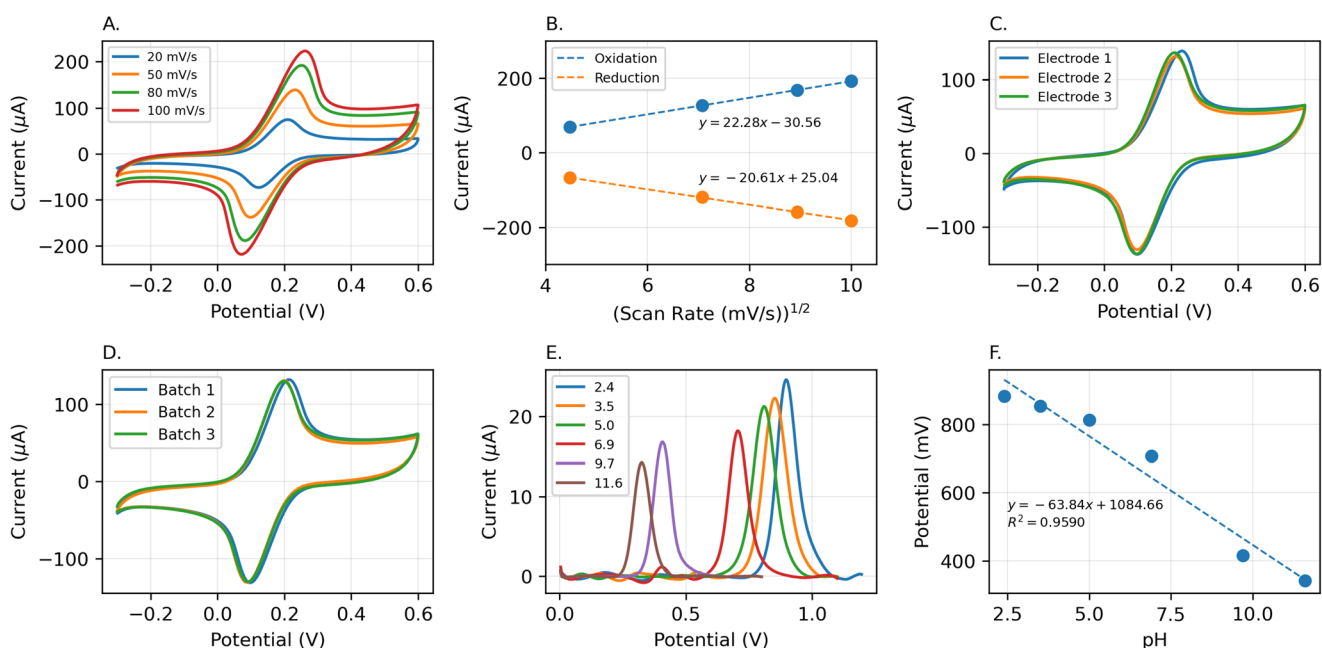 A.
20 mV/s
50 mV/s
80 mV/s
100 mV/s
200
100
0
−100
−200
Current (μA)
−0.2
0.0
0.2
0.4
0.6
Potential (V)
B.
Oxidation
Reduction
y = 22.28x − 30.56
y = −20.61x + 25.04
200
0
−200
Current (μA)
4
6
8
10
(Scan Rate (mV/s))^1/2
C.
Electrode 1
Electrode 2
Electrode 3
100
0
−100
Current (μA)
−0.2
0.0
0.2
0.4
0.6
Potential (V)
D.
Batch 1
Batch 2
Batch 3
100
0
−100
Current (μA)
−0.2
0.0
0.2
0.4
0.6
Potential (V)
E.
2.4
3.5
5.0
6.9
9.7
11.6
20
10
0
Current (μA)
0.0
0.5
1.0
Potential (V)
F.
800
600
400
Potential (mV)
y = −63.84x + 1084.66
R² = 0.9590
2.5
5.0
7.5
10.0
pH